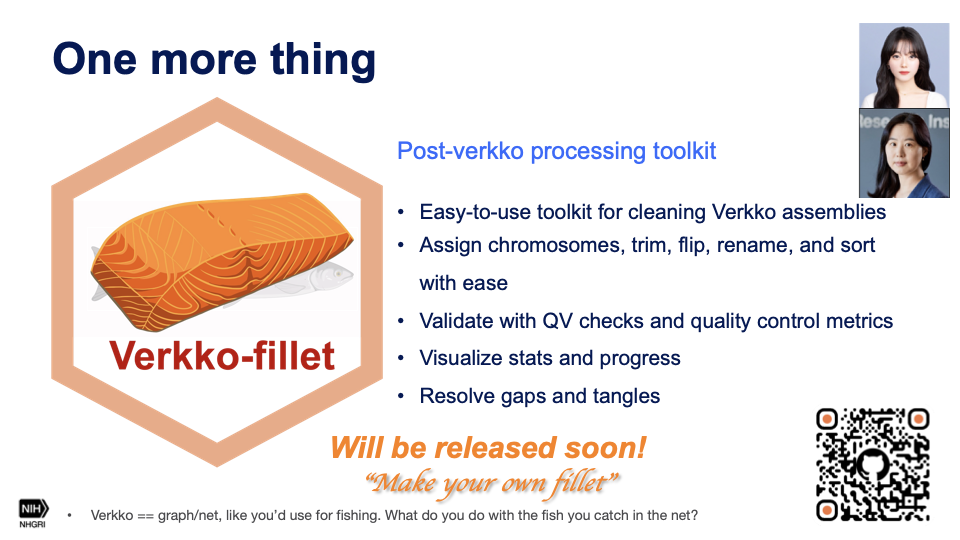 One more thing
Post-verkko processing toolkit
• Easy-to-use toolkit for cleaning Verkko assemblies
• Assign chromosomes, trim, flip, rename, and sort
with ease
• Validate with QV checks and quality control metrics
• Visualize stats and progress
• Resolve gaps and tangles
Verkko-fillet
Will be released soon!
“Make your own fillet”
NIH
NHGRI
• Verkko == graph/net, like you’d use for fishing. What do you do with the fish you catch in the net?